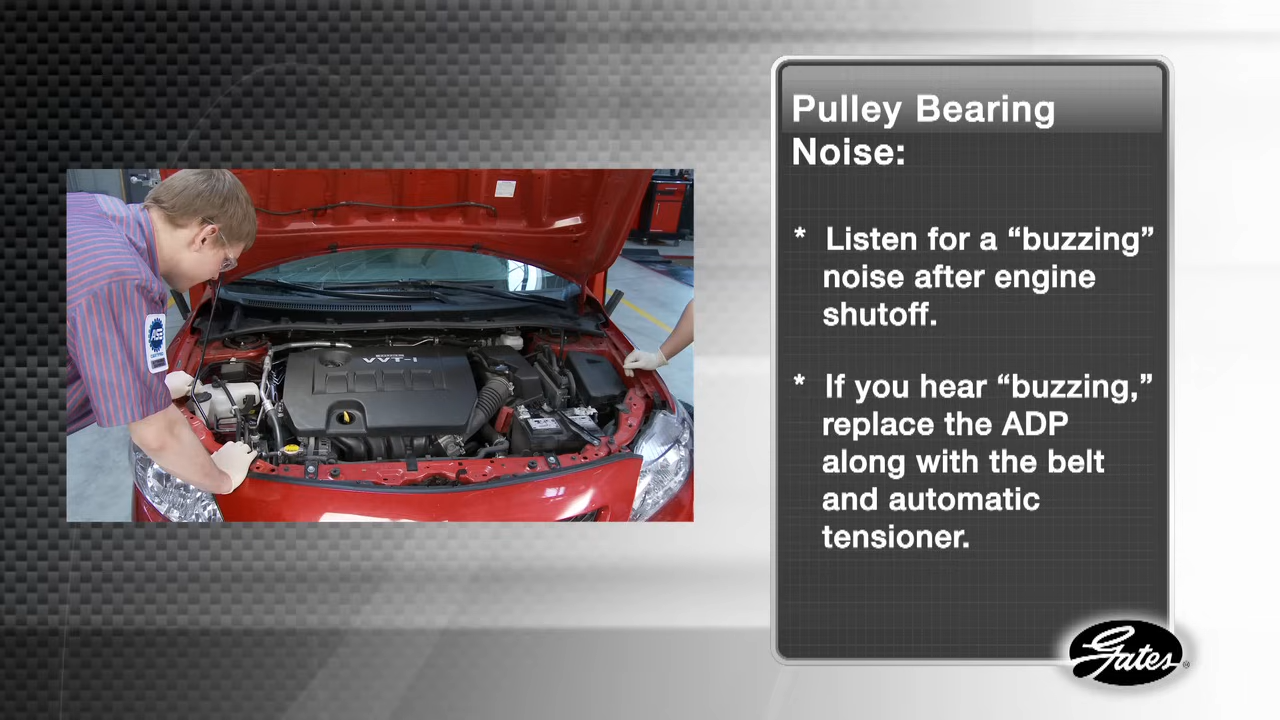 Pulley Bearing
Noise:
* Listen for a “buzzing”
noise after engine
shutoff.
* If you hear “buzzing,”
replace the ADP
along with the belt
and automatic
tensioner.
VVT-i
ASE
Gates®